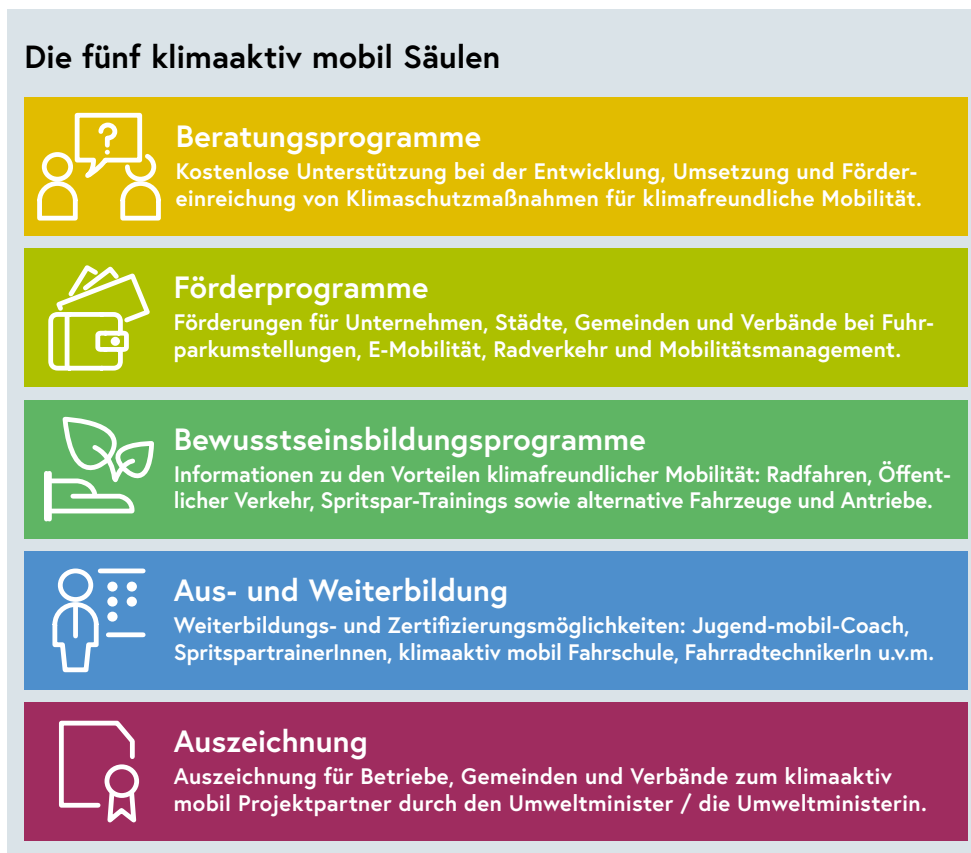 Die fünf klimaaktiv mobil Säulen
?
Beratungsprogramme
Kostenlose Unterstützung bei der Entwicklung, Umsetzung und Förder-
einreichung von Klimaschutzmaßnahmen für klimafreundliche Mobilität.
Förderprogramme
Förderungen für Unternehmen, Städte, Gemeinden und Verbände bei Fuhr-
parkumstellungen, E-Mobilität, Radverkehr und Mobilitätsmanagement.
Bewusstseinsbildungsprogramme
Informationen zu den Vorteilen klimafreundlicher Mobilität: Radfahren, Öffent-
licher Verkehr, Spritspar-Trainings sowie alternative Fahrzeuge und Antriebe.
Aus- und Weiterbildung
Weiterbildungs- und Zertifizierungsmöglichkeiten: Jugend-mobil-Coach,
SpritspartrainerInnen, klimaaktiv mobil Fahrschule, FahrradtechnikerIn u.v.m.
Auszeichnung
Auszeichnung für Betriebe, Gemeinden und Verbände zum klimaaktiv
mobil Projektpartner durch den Umweltminister / die Umweltministerin.